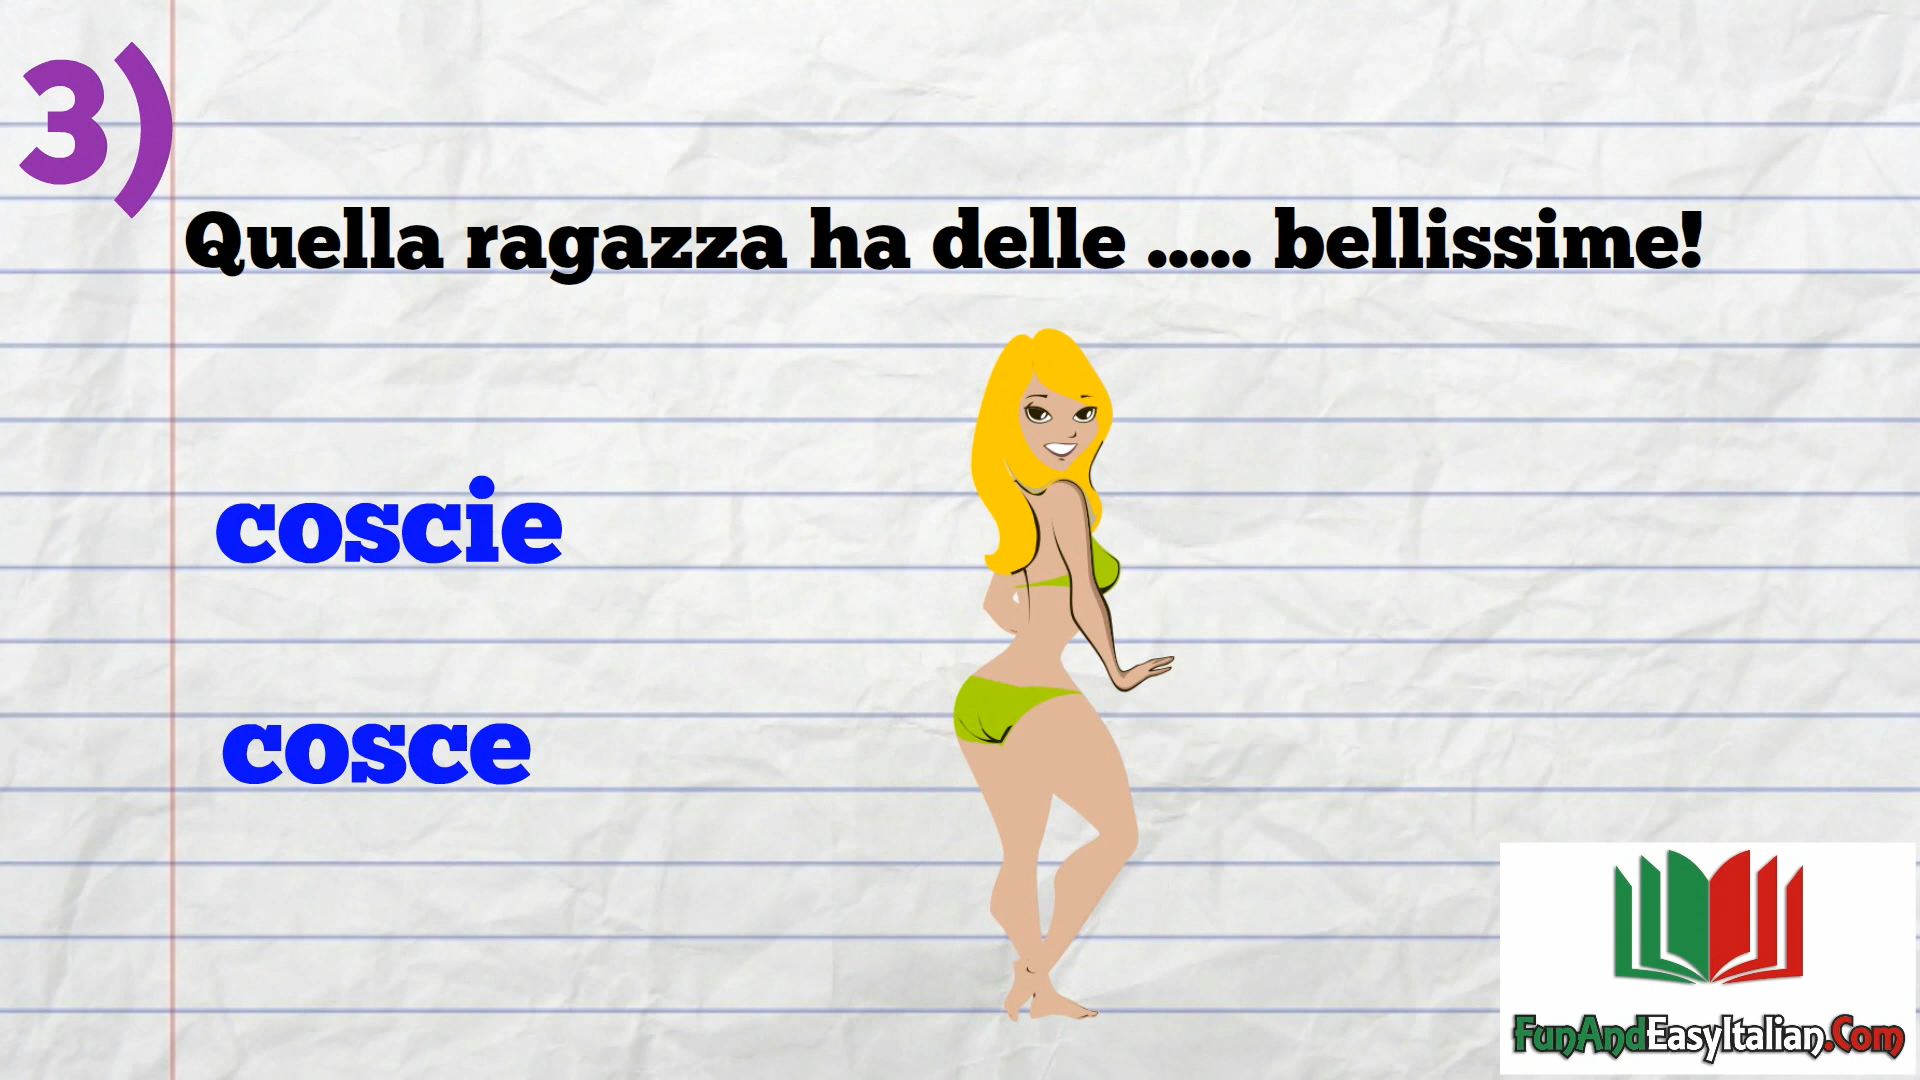 3)
Quella ragazza ha delle ..... bellissime!
coscie
cosce
FunAndEasyItalian.Com